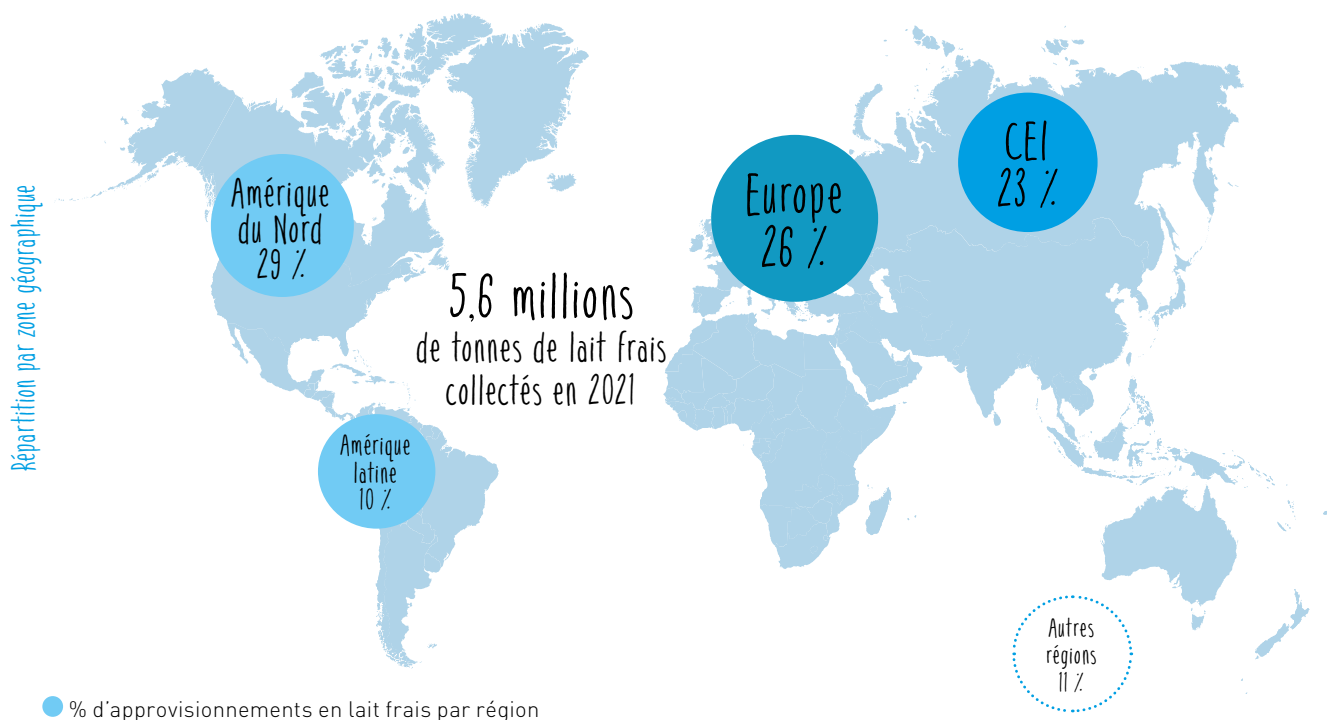 Répartition par zone géographique
Amérique
du Nord
29 %
Europe
26 %
CEI
23 %
5,6 millions
de tonnes de lait frais
collectés en 2021
Amérique
latine
10 %
Autres
régions
11 %
% d'approvisionnements en lait frais par région